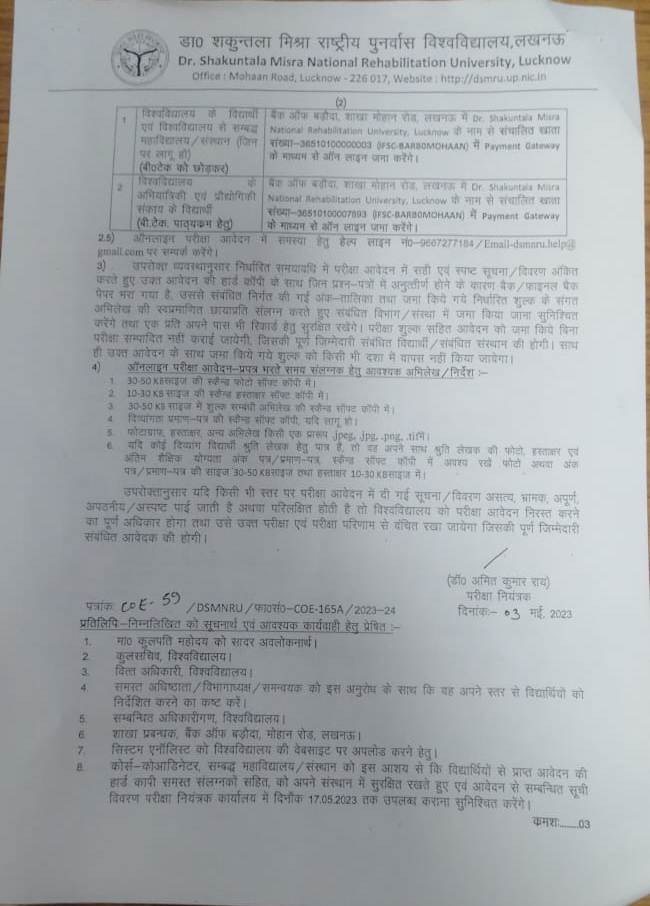 डा० शकुन्तला मिश्रा राष्ट्रीय पुनर्वास विश्वविद्यालय,लखनऊ
Dr. Shakuntala Misra National Rehabilitation University, Lucknow
Office : Mohaan Road, Lucknow - 226 017, Website : http://dsmru.up.nic.in
(2)
1 विश्वविद्यालय के विद्यार्थी एवं विश्वविद्यालय से सम्बद्ध महाविद्यालय/संस्थान (जिन पर लागू हो) (बी०टेक को छोड़कर)
बैंक ऑफ बड़ौदा, शाखा मोहान रोड, लखनऊ में Dr. Shakuntala Misra
National Rehabilitation University, Lucknow के नाम से संचालित खाता
संख्या–36510100000003 (IFSC-BARB0MOHAAN) में Payment Gateway
के माध्यम से ऑन लाइन जमा करेंगे।
2 विश्वविद्यालय के अभियांत्रिकी एवं प्रौद्योगिकी संकाय के विद्यार्थी (बी.टेक. पाठ्यक्रम हेतु)
बैंक ऑफ बड़ौदा, शाखा मोहान रोड, लखनऊ में Dr. Shakuntala Misra
National Rehabilitation University, Lucknow के नाम से संचालित खाता
संख्या–36510100007893 (IFSC-BARB0MOHAAN) में Payment Gateway
के माध्यम से ऑन लाइन जमा करेंगे।
2.5) ऑनलाइन परीक्षा आवेदन में समस्या हेतु हेल्प लाइन नं०–9667277184/Email-dsmnru.help@
gmail.com पर सम्पर्क करेंगे।
3) उपरोक्त व्यवस्थानुसार निर्धारित समयावधि में परीक्षा आवेदन में सही एवं स्पष्ट सूचना/विवरण अंकित
करते हुए उक्त आवेदन की हार्ड कॉपी के साथ जिन प्रश्न–पत्रों में अनुत्तीर्ण होने के कारण बैक/फाइनल बैक
पेपर भरा गया है, उससे संबंधित निर्गत की गई अंक–तालिका तथा जमा किये गये निर्धारित शुल्क के संगत
अभिलेख की स्वप्रमाणित छायाप्रति संलग्न करते हुए संबंधित विभाग/संस्था में जमा किया जाना सुनिश्चित
करेंगे तथा एक प्रति अपने पास भी रिकार्ड हेतु सुरक्षित रखेंगे। परीक्षा शुल्क सहित आवेदन को जमा किये बिना
परीक्षा सम्पादित नहीं कराई जायेगी, जिसकी पूर्ण जिम्मेदारी संबंधित विद्यार्थी/संबंधित संस्थान की होगी। साथ
ही उक्त आवेदन के साथ जमा किये गये शुल्क को किसी भी दशा में वापस नहीं किया जायेगा।
4) ऑनलाइन परीक्षा आवेदन–प्रपत्र भरते समय संलग्नक हेतु आवश्यक अभिलेख/निर्देश :–
1. 30-50 KBसाइज की स्कैन्ड फोटो सॉफ्ट कॉपी में।
2. 10-30 KBसाइज की स्कैन्ड हस्ताक्षर सॉफ्ट कॉपी में।
3. 30-50 KB साइज में शुल्क सम्बंधी अभिलेख की स्कैन्ड सॉफ्ट कॉपी में।
4. दिव्यांगता प्रमाण–पत्र की स्कैन्ड सॉफ्ट कॉपी, यदि लागू हो।
5. फोटोग्राफ, हस्ताक्षर, अन्य अभिलेख किसी एक प्रारूप jpeg, jpg, .png, .tifमें।
6. यदि कोई दिव्यांग विद्यार्थी श्रुति लेखक हेतु पात्र है, तो वह अपने साथ श्रुति लेखक की फोटो, हस्ताक्षर एवं
अंतिम शैक्षिक योग्यता अंक पत्र/प्रमाण–पत्र, स्कैन्ड सॉफ्ट कॉपी में अवश्य रखें फोटो अथवा अंक
पत्र/प्रमाण–पत्र की साइज 30-50 KBसाइज तथा हस्ताक्षर 10-30 KBसाइज में।
उपरोक्तानुसार यदि किसी भी स्तर पर परीक्षा आवेदन में दी गई सूचना/विवरण असत्य, भ्रामक, अपूर्ण,
अपठनीय/अस्पष्ट पाई जाती है अथवा परिलक्षित होती है तो विश्वविद्यालय को परीक्षा आवेदन निरस्त करने
का पूर्ण अधिकार होगा तथा उसे उक्त परीक्षा एवं परीक्षा परिणाम से वंचित रखा जायेगा जिसकी पूर्ण जिम्मेदारी
संबंधित आवेदक की होगी।
(डॉ० अमित कुमार राय)
परीक्षा नियंत्रक
पत्रांक: COE- 59 /DSMNRU/फा०सं०–COE-165A/2023–24
दिनांक:– 03 मई, 2023
प्रतिलिपि–निम्नलिखित को सूचनार्थ एवं आवश्यक कार्यवाही हेतु प्रेषित :–
1. मा० कुलपति महोदय को सादर अवलोकनार्थ।
2. कुलसचिव, विश्वविद्यालय।
3. वित्त अधिकारी, विश्वविद्यालय।
4. समस्त अधिष्ठाता/विभागाध्यक्ष/समन्वयक को इस अनुरोध के साथ कि वह अपने स्तर से विद्यार्थियों को
निर्देशित करने का कष्ट करें।
5. सम्बन्धित अधिकारीगण, विश्वविद्यालय।
6. शाखा प्रबन्धक, बैंक ऑफ बड़ौदा, मोहान रोड, लखनऊ।
7. सिस्टम एनॉलिस्ट को विश्वविद्यालय की वेबसाइट पर अपलोड करने हेतु।
8. कोर्स–कोआडिनेटर, सम्बद्ध महाविद्यालय/संस्थान को इस आशय से कि विद्यार्थियों से प्राप्त आवेदन की
हार्ड कापी समस्त संलग्नकों सहित, को अपने संस्थान में सुरक्षित रखते हुए एवं आवेदन से सम्बन्धित सूची
विवरण परीक्षा नियंत्रक कार्यालय में दिनाँक 17.05.2023 तक उपलब्ध कराना सुनिश्चित करेंगे।
क्रमशः.......03